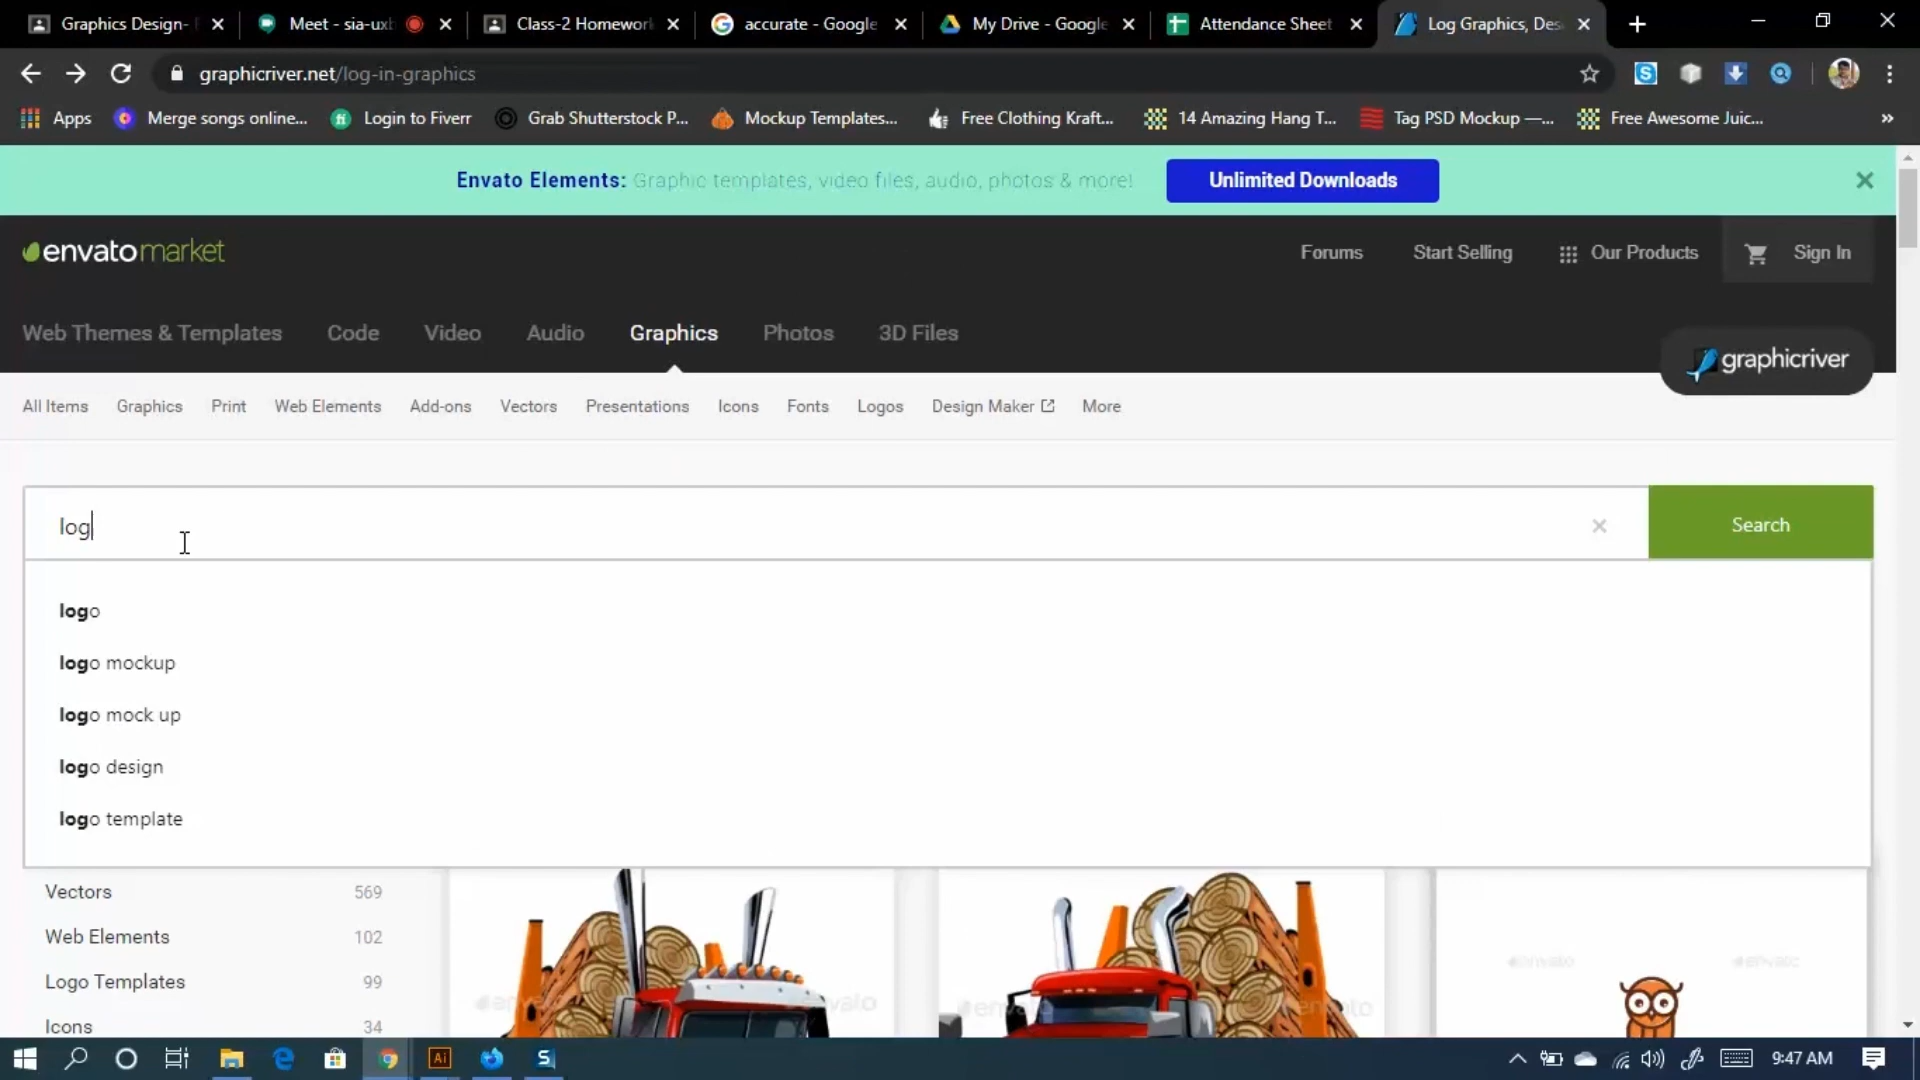 Graphics Design-
Meet - sia-uxb
Class-2 Homework
accurate - Google
My Drive - Google
Attendance Sheet
Log Graphics, Des
graphicriver.net/log-in-graphics
Apps
Merge songs online...
Login to Fiverr
Grab Shutterstock P...
Mockup Templates...
Free Clothing Kraft...
14 Amazing Hang T...
Tag PSD Mockup —...
Free Awesome Juic...
»
Envato Elements: Graphic templates, video files, audio, photos & more!
Unlimited Downloads
envatomarket
Forums
Start Selling
Our Products
Sign In
Web Themes & Templates
Code
Video
Audio
Graphics
Photos
3D Files
graphicriver
All Items
Graphics
Print
Web Elements
Add-ons
Vectors
Presentations
Icons
Fonts
Logos
Design Maker
More
log
Search
logo
logo mockup
logo mock up
logo design
logo template
Vectors 569
Web Elements 102
Logo Templates 99
Icons 34
envato
envato
Ai
S
9:47 AM